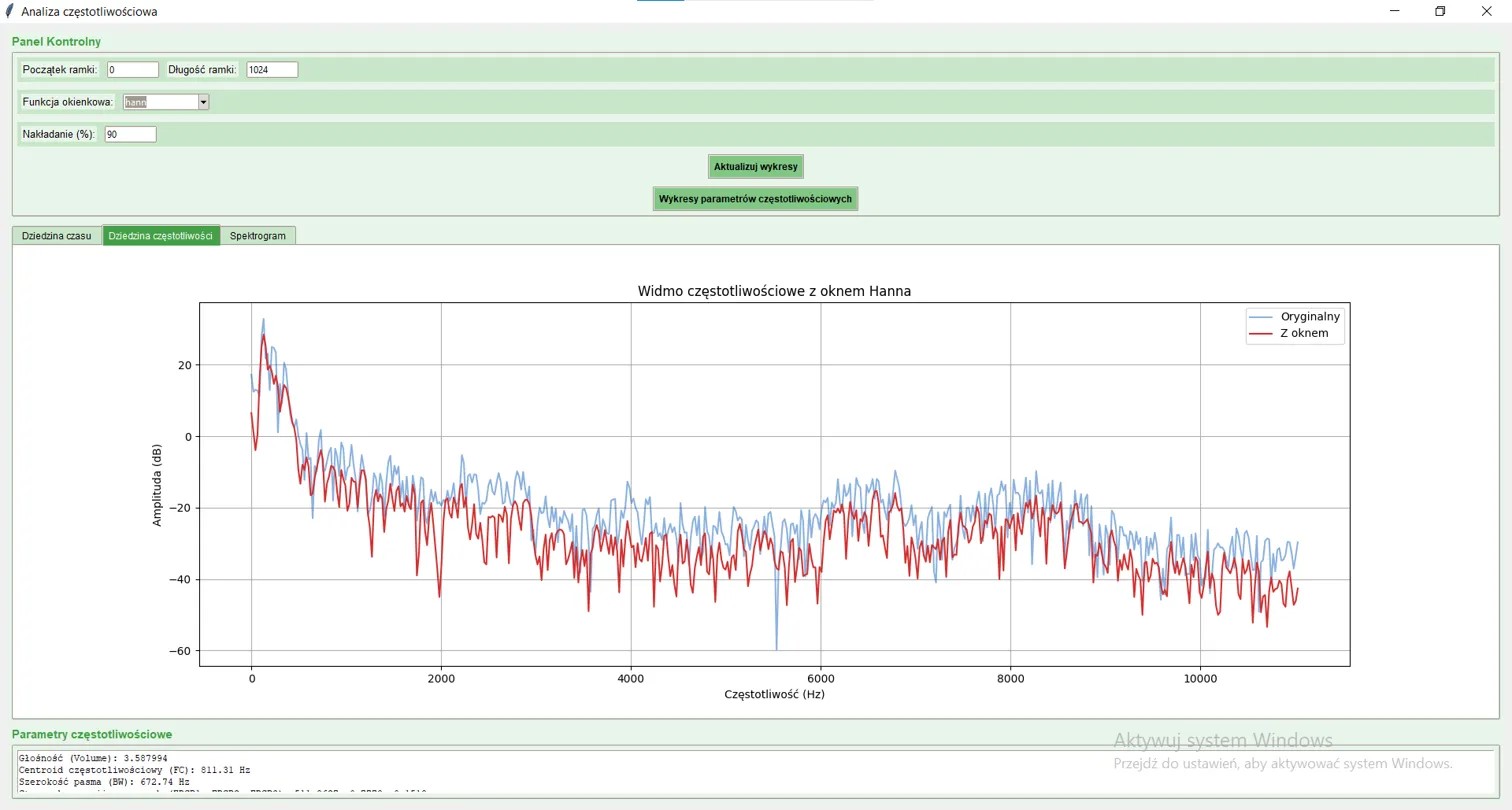 Analiza częstotliwościowa
Panel Kontrolny
Początek ramki: 0 Długość ramki: 1024
Funkcja okienkowa: hann
Nakładanie (%): 90
Aktualizuj wykresy
Wykresy parametrów częstotliwościowych
Dziedzina czasu Dziedzina częstotliwości Spektrogram
Widmo częstotliwościowe z oknem Hanna
Oryginalny
Z oknem
20
0
−20
−40
−60
Amplituda (dB)
0 2000 4000 6000 8000 10000
Częstotliwość (Hz)
Parametry częstotliwościowe
Głośność (Volume): 3.587994
Centroid częstotliwościowy (FC): 811.31 Hz
Szerokość pasma (BW): 672.74 Hz
Aktywuj system Windows
Przejdź do ustawień, aby aktywować system Windows.